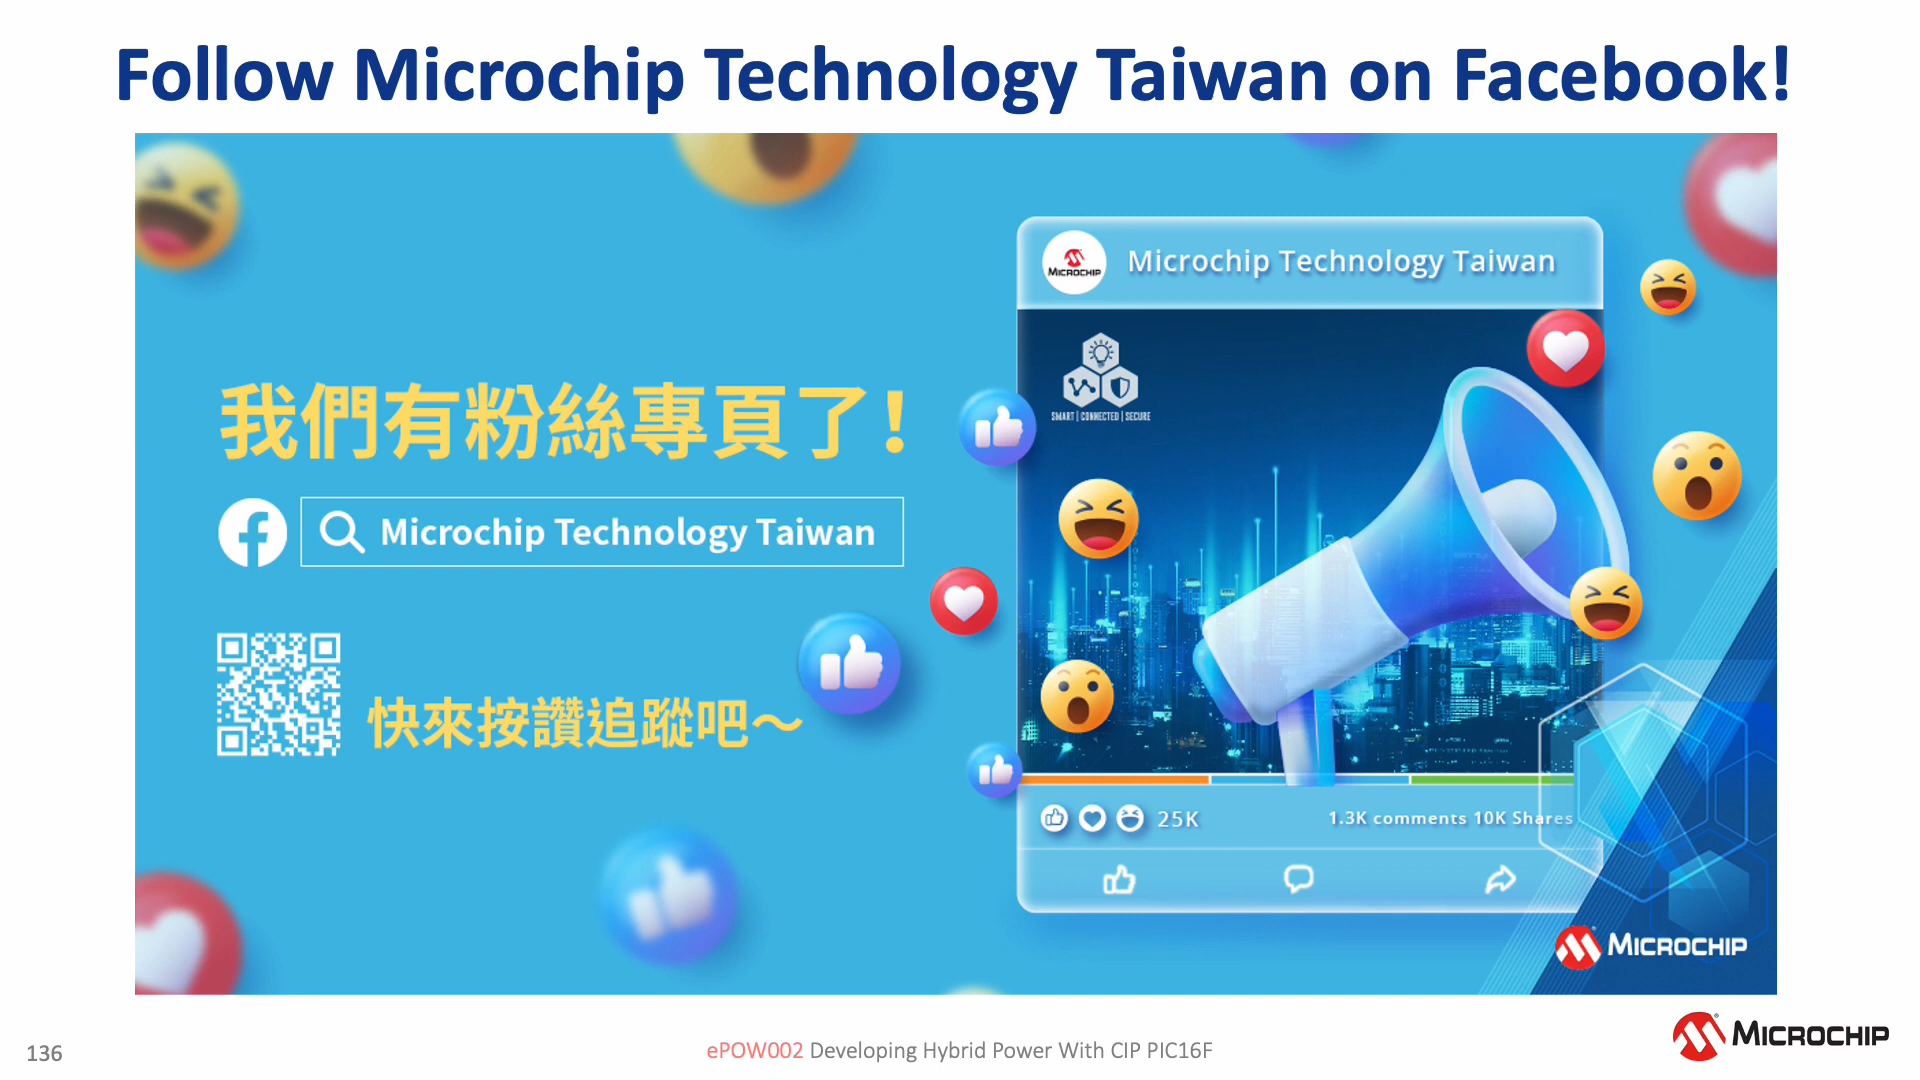 Follow Microchip Technology Taiwan on Facebook!
MICROCHIP
Microchip Technology Taiwan
SMART | CONNECTED | SECURE
我們有粉絲專頁了！
Microchip Technology Taiwan
快來按讚追蹤吧～
25K
1.3K comments 10K Shares
MICROCHIP
136
ePOW002 Developing Hybrid Power With CIP PIC16F
MICROCHIP